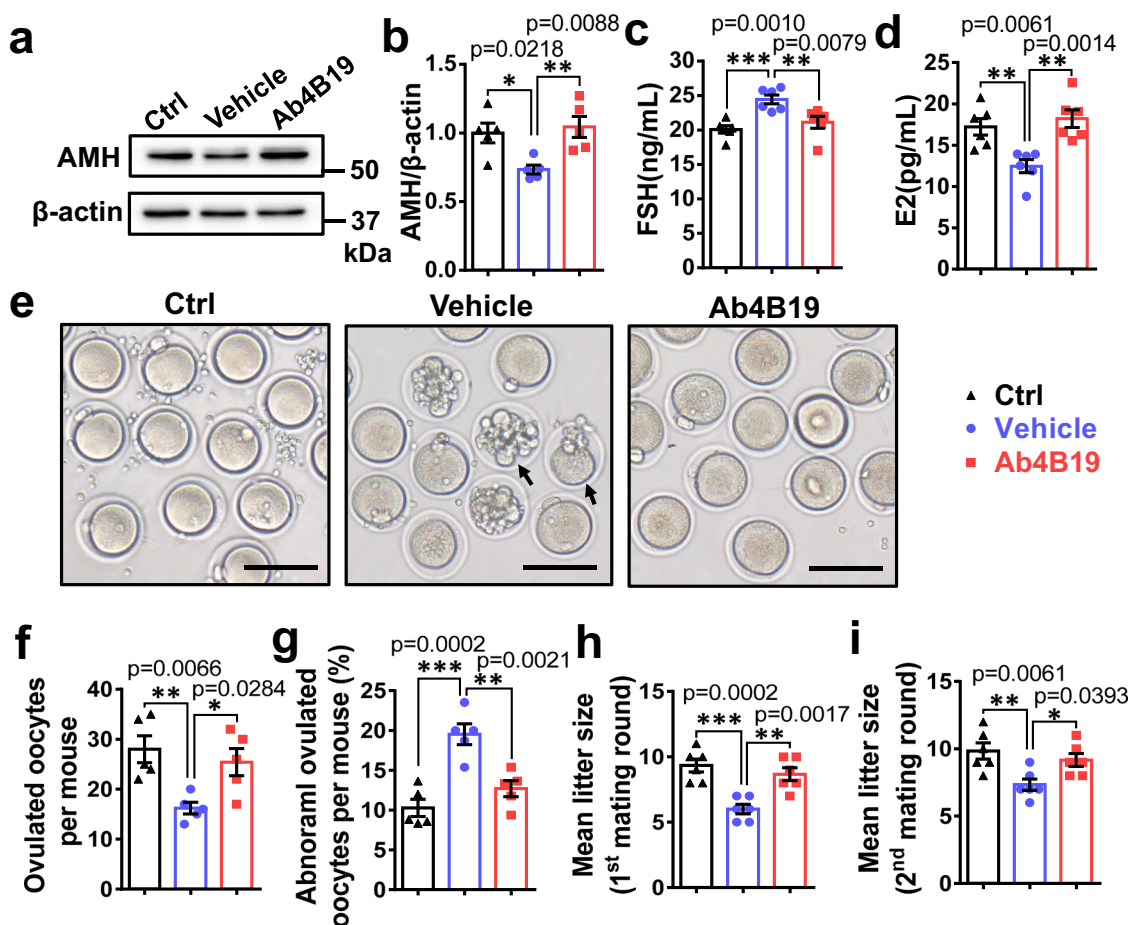 a
Ctrl
Vehicle
Ab4B19
AMH
50
β-actin
37
kDa
b
p=0.0088
p=0.0218
*
**
AMH/β-actin
1.5
1.0
0.5
0.0
c
p=0.0010
p=0.0079
***
**
FSH(ng/mL)
30
25
20
15
10
5
0
d
p=0.0061
p=0.0014
**
**
E2(pg/mL)
25
20
15
10
5
0
e
Ctrl
Vehicle
Ab4B19
Ctrl
Vehicle
Ab4B19
f
p=0.0066
p=0.0284
**
*
Ovulated oocytes
per mouse
40
30
20
10
0
g
p=0.0002
p=0.0021
***
**
Abnoraml ovulated
oocytes per mouse (%)
25
20
15
10
5
0
h
p=0.0002
p=0.0017
***
**
Mean litter size
(1st mating round)
15
10
5
0
i
p=0.0061
p=0.0393
**
*
Mean litter size
(2nd mating round)
15
10
5
0